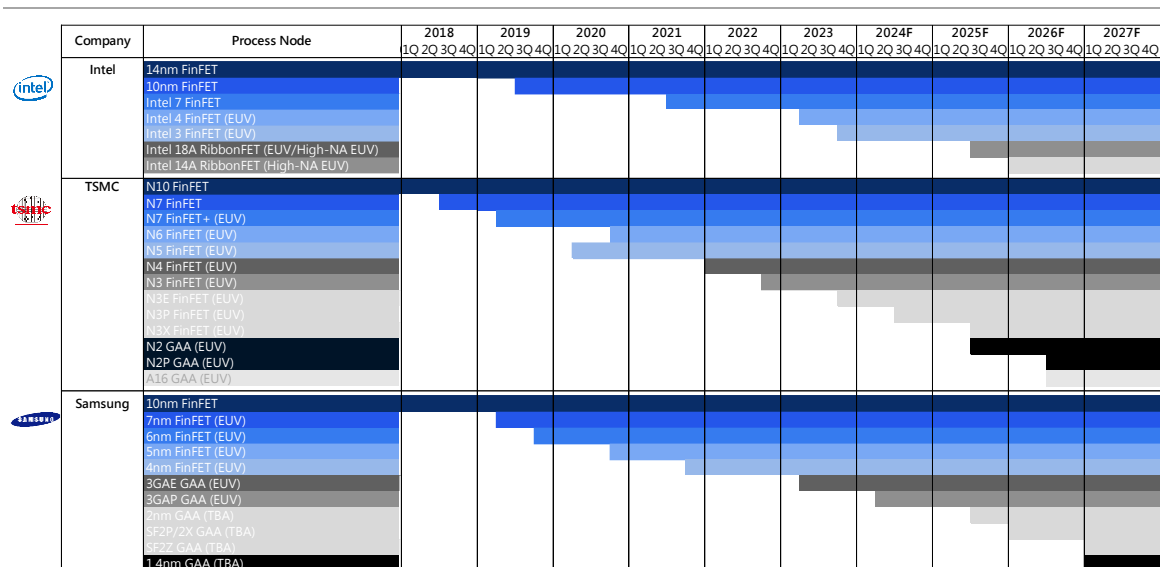 Company Process Node 2018 2019 2020 2021 2022 2023 2024F 2025F 2026F 2027F
1Q 2Q 3Q 4Q 1Q 2Q 3Q 4Q 1Q 2Q 3Q 4Q 1Q 2Q 3Q 4Q 1Q 2Q 3Q 4Q 1Q 2Q 3Q 4Q 1Q 2Q 3Q 4Q 1Q 2Q 3Q 4Q 1Q 2Q 3Q 4Q 1Q 2Q 3Q 4Q
intel
Intel 14nm FinFET
10nm FinFET
Intel 7 FinFET
Intel 4 FinFET (EUV)
Intel 3 FinFET (EUV)
Intel 18A RibbonFET (EUV/High-NA EUV)
Intel 14A RibbonFET (High-NA EUV)
tsmc
TSMC N10 FinFET
N7 FinFET
N7 FinFET+ (EUV)
N6 FinFET (EUV)
N5 FinFET (EUV)
N4 FinFET (EUV)
N3 FinFET (EUV)
N3E FinFET (EUV)
N3P FinFET (EUV)
N3X FinFET (EUV)
N2 GAA (EUV)
N2P GAA (EUV)
A16 GAA (EUV)
SAMSUNG
Samsung 10nm FinFET
7nm FinFET (EUV)
6nm FinFET (EUV)
5nm FinFET (EUV)
4nm FinFET (EUV)
3GAE GAA (EUV)
3GAP GAA (EUV)
2nm GAA (TBA)
SF2P/2X GAA (TBA)
SF2Z GAA (TBA)
1.4nm GAA (TBA)